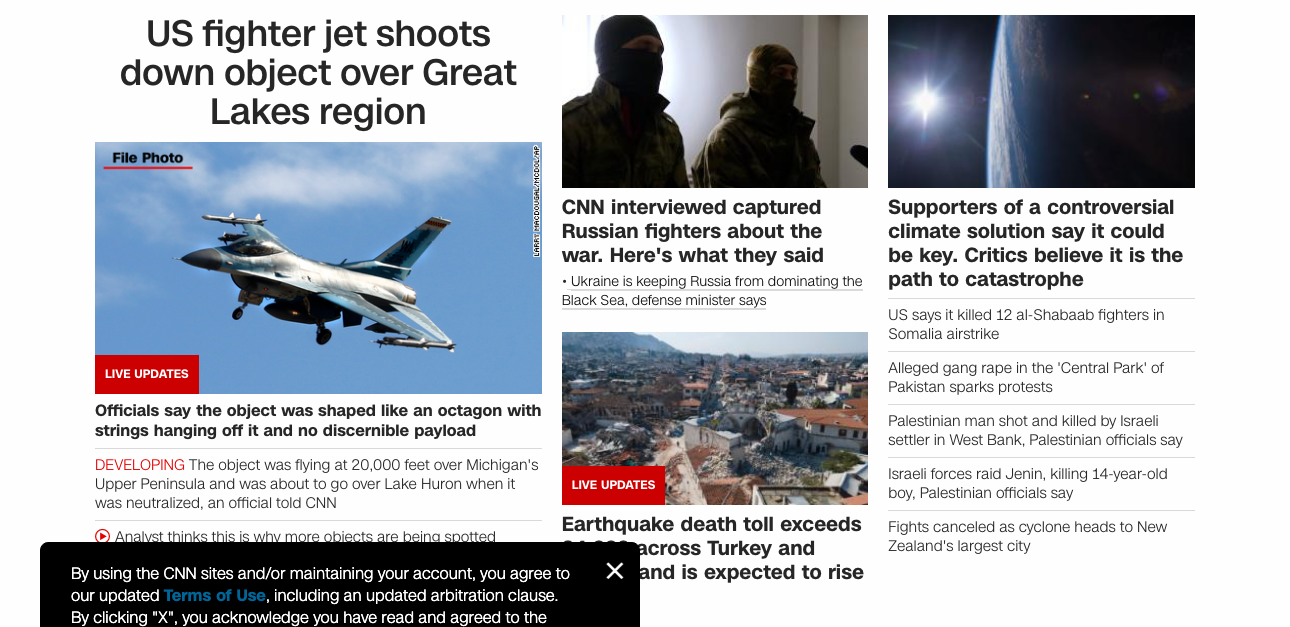 US fighter jet shoots
down object over Great
Lakes region
File Photo
LARRY MACDOUGAL/MCDOL/AP
LIVE UPDATES
Officials say the object was shaped like an octagon with
strings hanging off it and no discernible payload
DEVELOPING The object was flying at 20,000 feet over Michigan's
Upper Peninsula and was about to go over Lake Huron when it
was neutralized, an official told CNN
Analyst thinks this is why more objects are being spotted
CNN interviewed captured
Russian fighters about the
war. Here's what they said
• Ukraine is keeping Russia from dominating the
Black Sea, defense minister says
LIVE UPDATES
Earthquake death toll exceeds
across Turkey and
and is expected to rise
Supporters of a controversial
climate solution say it could
be key. Critics believe it is the
path to catastrophe
US says it killed 12 al-Shabaab fighters in
Somalia airstrike
Alleged gang rape in the 'Central Park' of
Pakistan sparks protests
Palestinian man shot and killed by Israeli
settler in West Bank, Palestinian officials say
Israeli forces raid Jenin, killing 14-year-old
boy, Palestinian officials say
Fights canceled as cyclone heads to New
Zealand's largest city
By using the CNN sites and/or maintaining your account, you agree to
our updated Terms of Use, including an updated arbitration clause.
By clicking "X", you acknowledge you have read and agreed to the